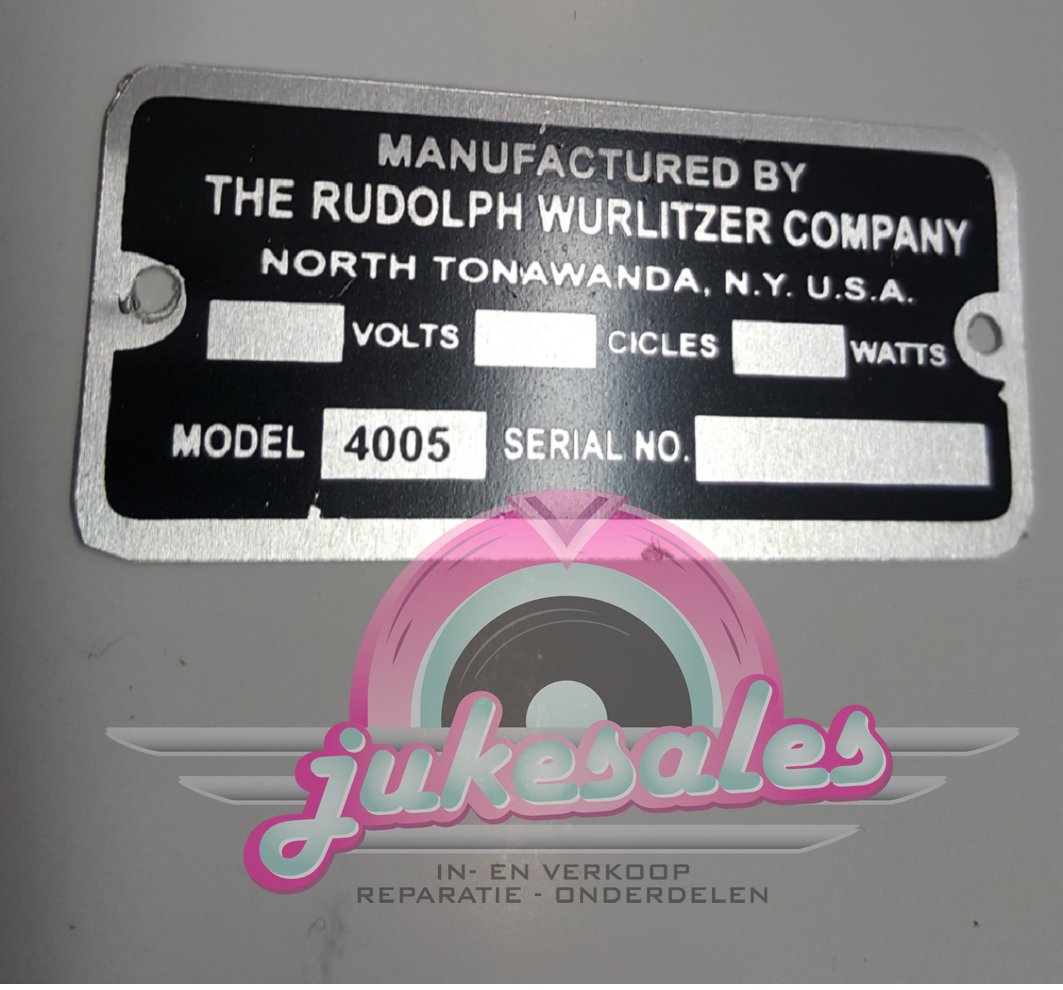 MANUFACTURED BY
THE RUDOLPH WURLITZER COMPANY
NORTH TONAWANDA, N.Y. U.S.A.
VOLTS CICLES WATTS
MODEL 4005 SERIAL NO.
jukesales
IN- EN VERKOOP
REPARATIE - ONDERDELEN